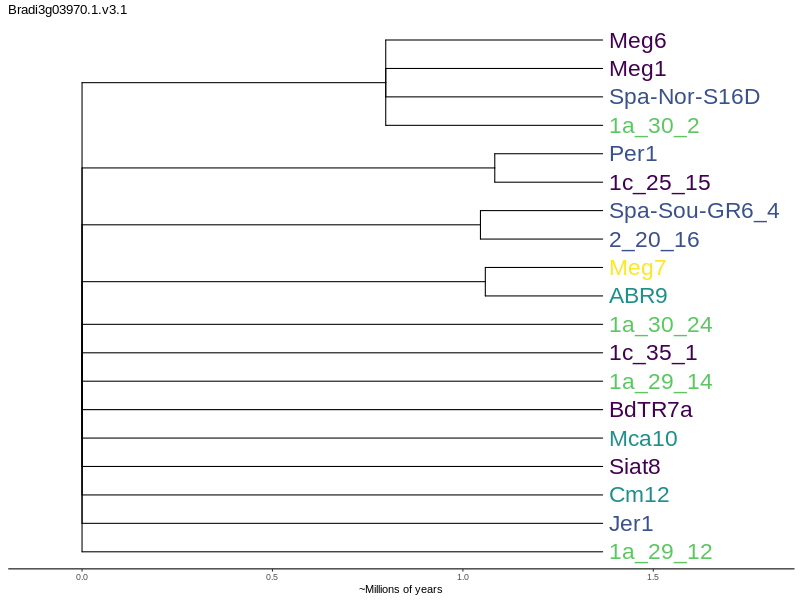 Bradi3g03970.1.v3.1
Meg6
Meg1
Spa-Nor-S16D
1a_30_2
Per1
1c_25_15
Spa-Sou-GR6_4
2_20_16
Meg7
ABR9
1a_30_24
1c_35_1
1a_29_14
BdTR7a
Mca10
Siat8
Cm12
Jer1
1a_29_12
0.0 0.5 1.0 1.5
~Millions of years